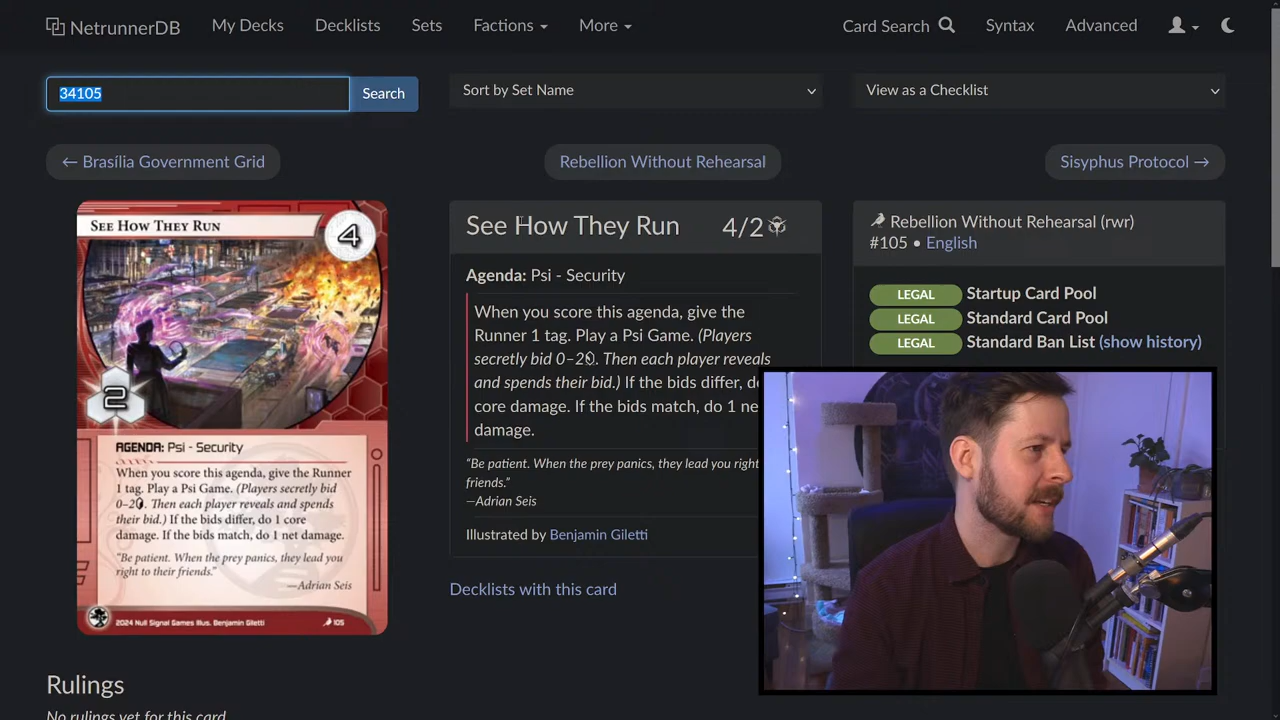 NetrunnerDB
My Decks
Decklists
Sets
Factions
More
Card Search
Syntax
Advanced
34105
Search
Sort by Set Name
View as a Checklist
← Brasília Government Grid
Rebellion Without Rehearsal
Sisyphus Protocol →
SEE HOW THEY RUN
4
2
AGENDA: Psi - Security
When you score this agenda, give the Runner
1 tag. Play a Psi Game. (Players secretly bid
0–2. Then each player reveals and spends
their bid.) If the bids differ, do 1 core
damage. If the bids match, do 1 net damage.
“Be patient. When the prey panics, they lead you
right to their friends.”
—Adrian Seis
2024 Null Signal Games Illus. Benjamin Giletti
105
See How They Run 4/2
Agenda: Psi - Security
When you score this agenda, give the
Runner 1 tag. Play a Psi Game. (Players
secretly bid 0–2. Then each player reveals
and spends their bid.) If the bids differ, d
core damage. If the bids match, do 1 ne
damage.
“Be patient. When the prey panics, they lead you right
friends.”
—Adrian Seis
Illustrated by Benjamin Giletti
Decklists with this card
Rebellion Without Rehearsal (rwr)
#105 • English
LEGAL Startup Card Pool
LEGAL Standard Card Pool
LEGAL Standard Ban List (show history)
Rulings
No rulings yet for this card